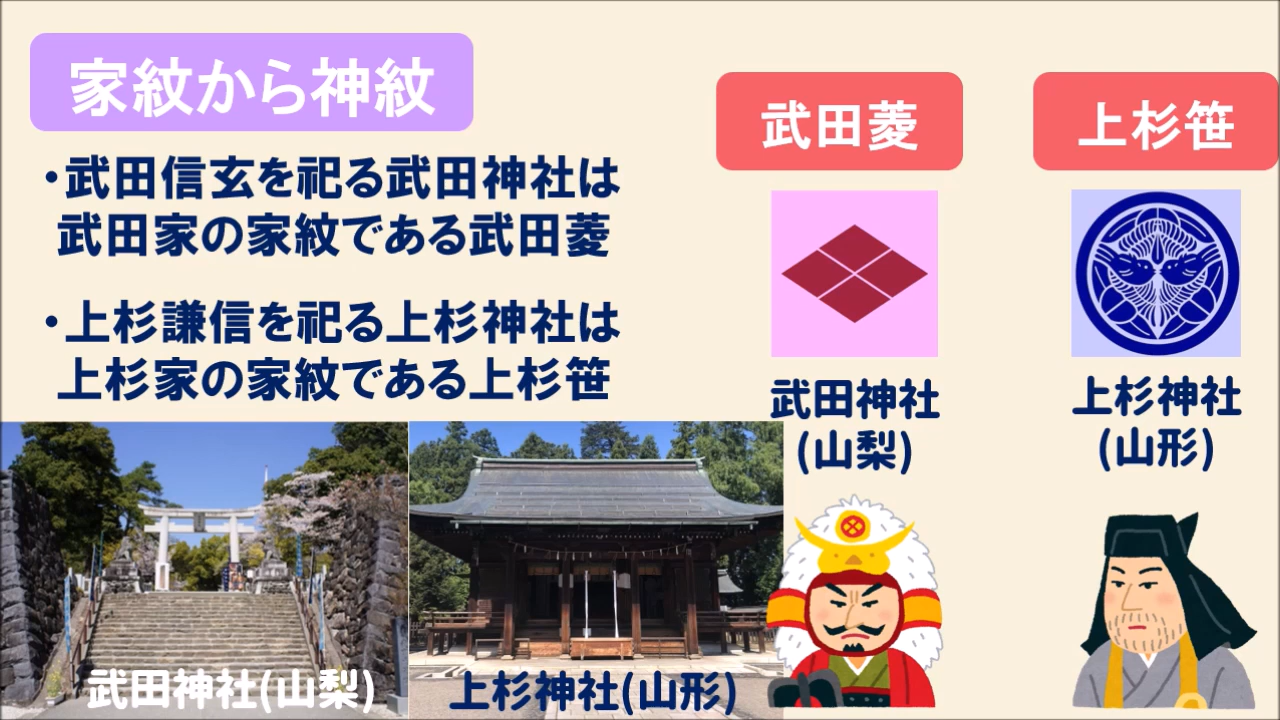 家紋から神紋
・武田信玄を祀る武田神社は
武田家の家紋である武田菱
・上杉謙信を祀る上杉神社は
上杉家の家紋である上杉笹
武田菱
上杉笹
武田神社
(山梨)
上杉神社
(山形)
武田神社(山梨)
上杉神社(山形)